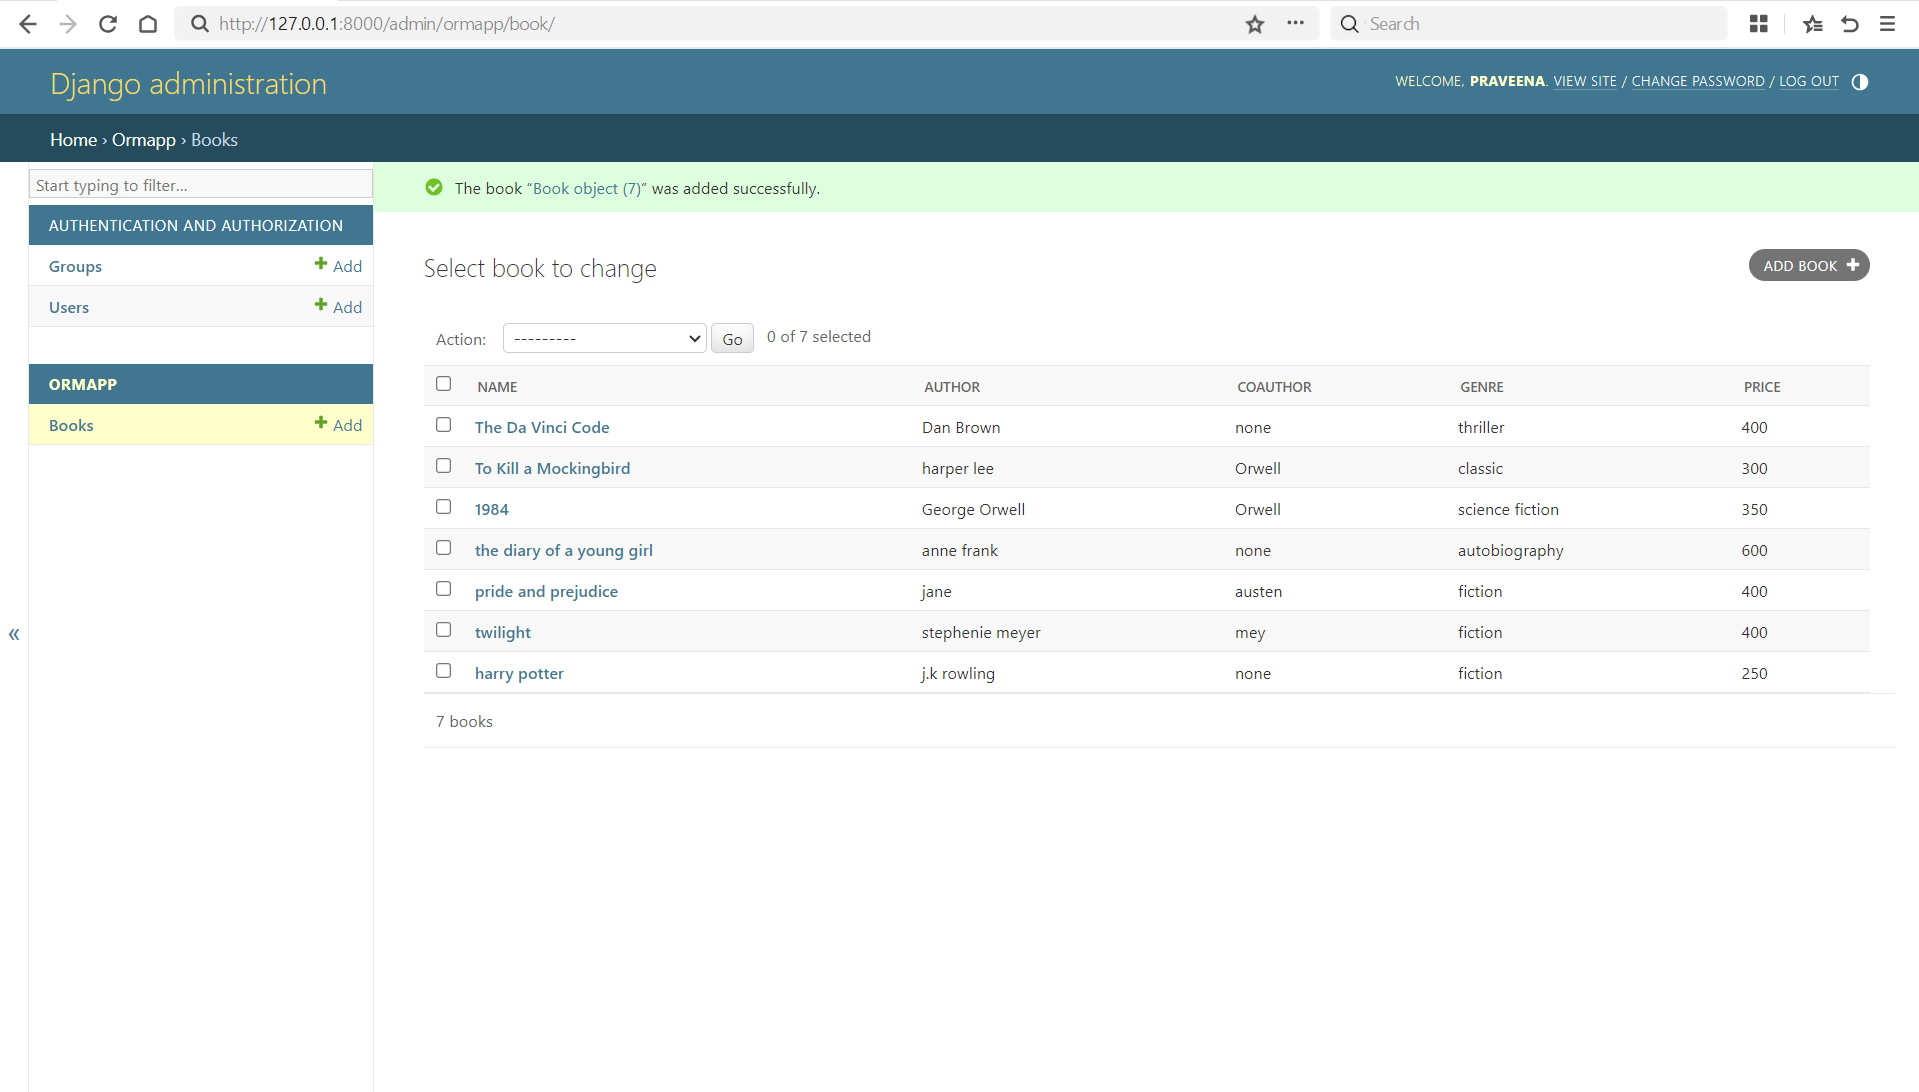 http://127.0.0.1:8000/admin/ormapp/book/
Search
Django administration
WELCOME, PRAVEENA. VIEW SITE / CHANGE PASSWORD / LOG OUT
Home › Ormapp › Books
Start typing to filter...
AUTHENTICATION AND AUTHORIZATION
Groups + Add
Users + Add
ORMAPP
Books + Add
«
The book “Book object (7)” was added successfully.
Select book to change
ADD BOOK +
Action: --------- Go 0 of 7 selected
NAME AUTHOR COAUTHOR GENRE PRICE
The Da Vinci Code Dan Brown none thriller 400
To Kill a Mockingbird harper lee Orwell classic 300
1984 George Orwell Orwell science fiction 350
the diary of a young girl anne frank none autobiography 600
pride and prejudice jane austen fiction 400
twilight stephenie meyer mey fiction 400
harry potter j.k rowling none fiction 250
7 books